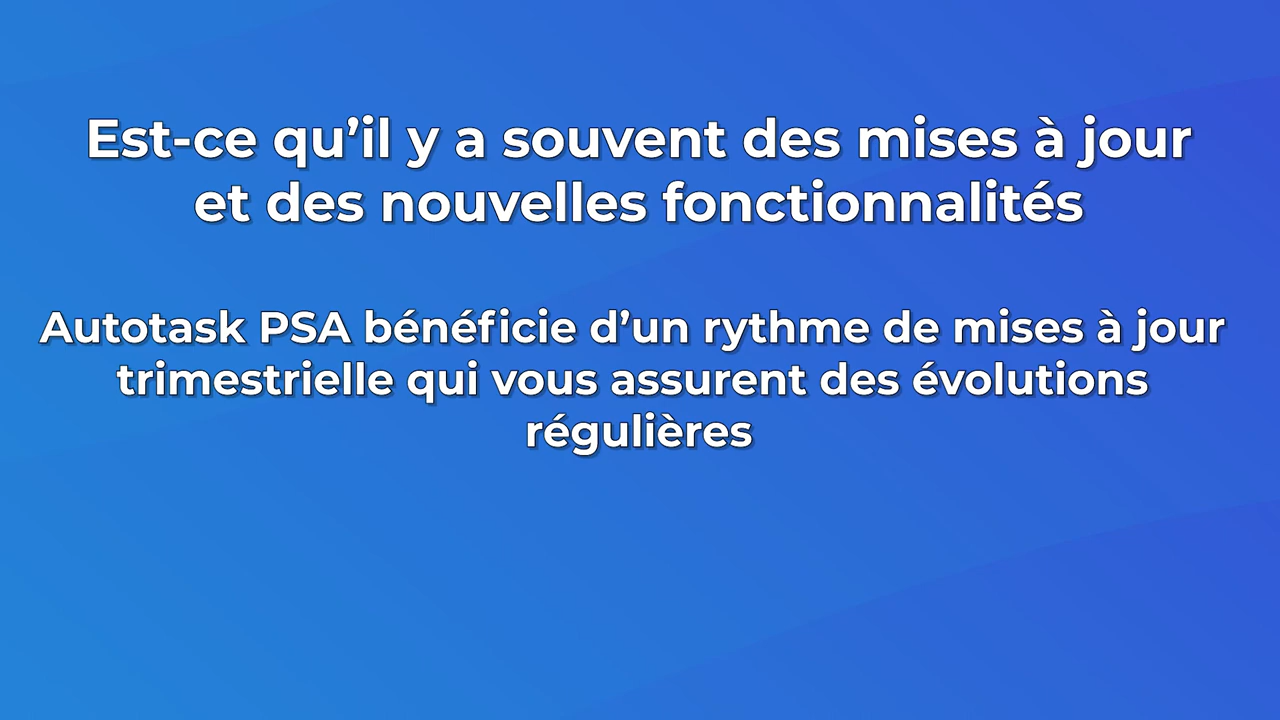 Est-ce qu’il y a souvent des mises à jour
et des nouvelles fonctionnalités
Autotask PSA bénéficie d’un rythme de mises à jour
trimestrielle qui vous assurent des évolutions
régulières